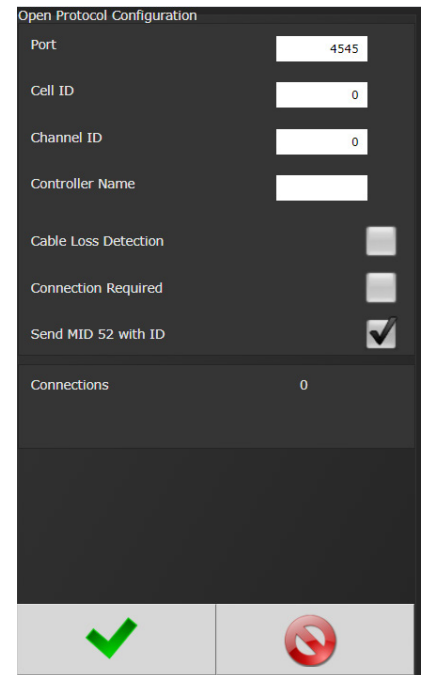 Open Protocol Configuration
Port 4545
Cell ID 0
Channel ID 0
Controller Name
Cable Loss Detection
Connection Required
Send MID 52 with ID
Connections 0